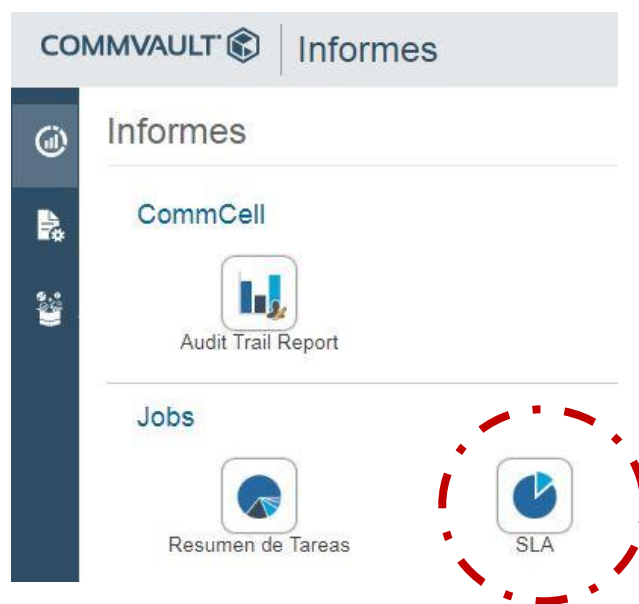 COMMVAULT Informes
Informes
CommCell
Audit Trail Report
Jobs
Resumen de Tareas SLA